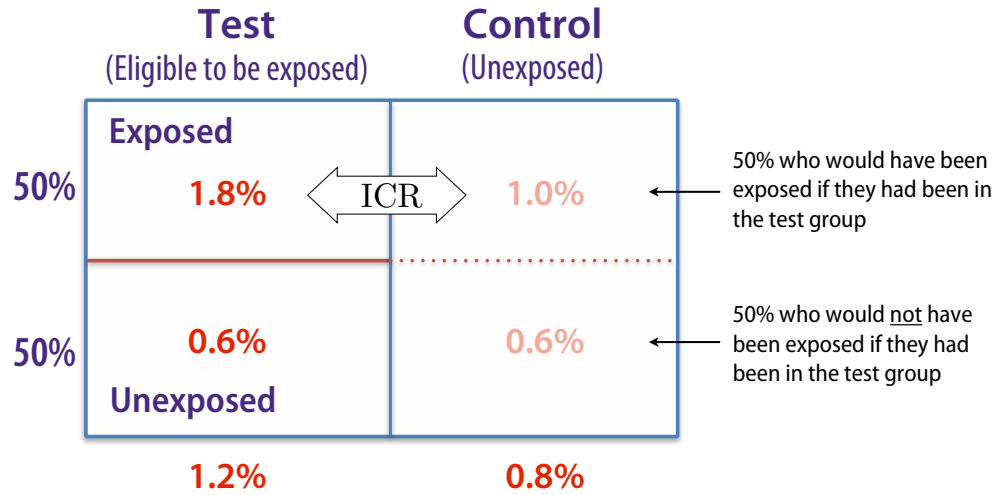 Test
Control
(Eligible to be exposed)
(Unexposed)
Exposed
50%
1.8%
ICR
1.0%
50% who would have been
exposed if they had been in
the test group
50%
0.6%
0.6%
50% who would not have
been exposed if they had
been in the test group
Unexposed
1.2%
0.8%